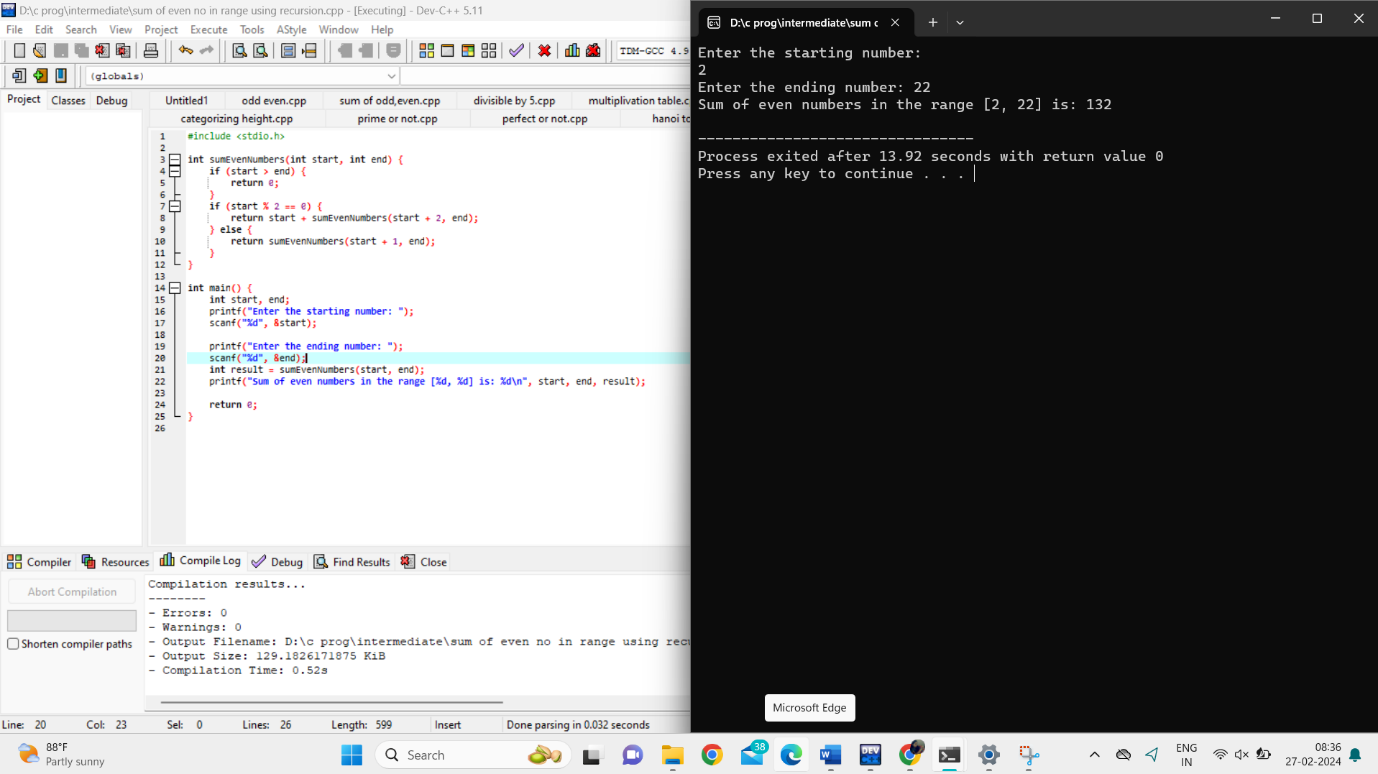 D:\c prog\intermediate\sum of even no in range using recursion.cpp - [Executing] - Dev-C++ 5.11
File Edit Search View Project Execute Tools AStyle Window Help
TDM-GCC 4.9
(globals)
Project Classes Debug
Untitled1 odd even.cpp sum of odd,even.cpp divisible by 5.cpp multiplivation table.c
categorizing height.cpp prime or not.cpp perfect or not.cpp hanoi to
1 #include <stdio.h>
2
3 int sumEvenNumbers(int start, int end) {
4 if (start > end) {
5 return 0;
6 }
7 if (start % 2 == 0) {
8 return start + sumEvenNumbers(start + 2, end);
9 } else {
10 return sumEvenNumbers(start + 1, end);
11 }
12 }
13
14 int main() {
15 int start, end;
16 printf("Enter the starting number: ");
17 scanf("%d", &start);
18
19 printf("Enter the ending number: ");
20 scanf("%d", &end);
21 int result = sumEvenNumbers(start, end);
22 printf("Sum of even numbers in the range [%d, %d] is: %d\n", start, end, result);
23
24 return 0;
25 }
26
Compiler Resources Compile Log Debug Find Results Close
Abort Compilation
Shorten compiler paths
Compilation results...
--------
- Errors: 0
- Warnings: 0
- Output Filename: D:\c prog\intermediate\sum of even no in range using recu
- Output Size: 129.1826171875 KiB
- Compilation Time: 0.52s
Line: 20 Col: 23 Sel: 0 Lines: 26 Length: 599 Insert Done parsing in 0.032 seconds
D:\c prog\intermediate\sum c
Enter the starting number:
2
Enter the ending number: 22
Sum of even numbers in the range [2, 22] is: 132
--------------------------------
Process exited after 13.92 seconds with return value 0
Press any key to continue . . .
Microsoft Edge
88°F
Partly sunny
Search
38
DEV
ENG
IN
08:36
27-02-2024